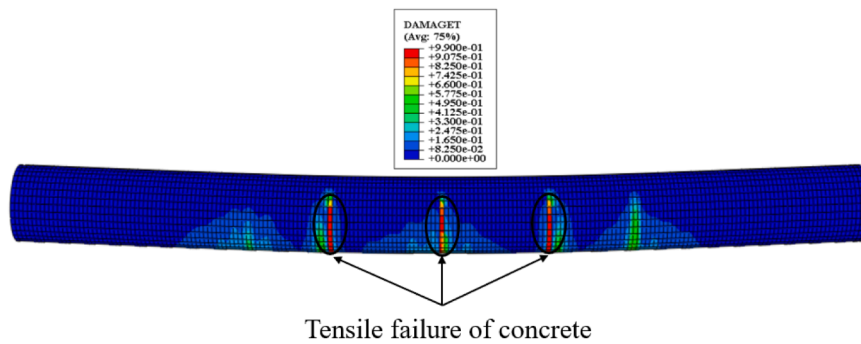 DAMAGET
(Avg: 75%)
+9.900e-01
+9.075e-01
+8.250e-01
+7.425e-01
+6.600e-01
+5.775e-01
+4.950e-01
+4.125e-01
+3.300e-01
+2.475e-01
+1.650e-01
+8.250e-02
+0.000e+00
Tensile failure of concrete